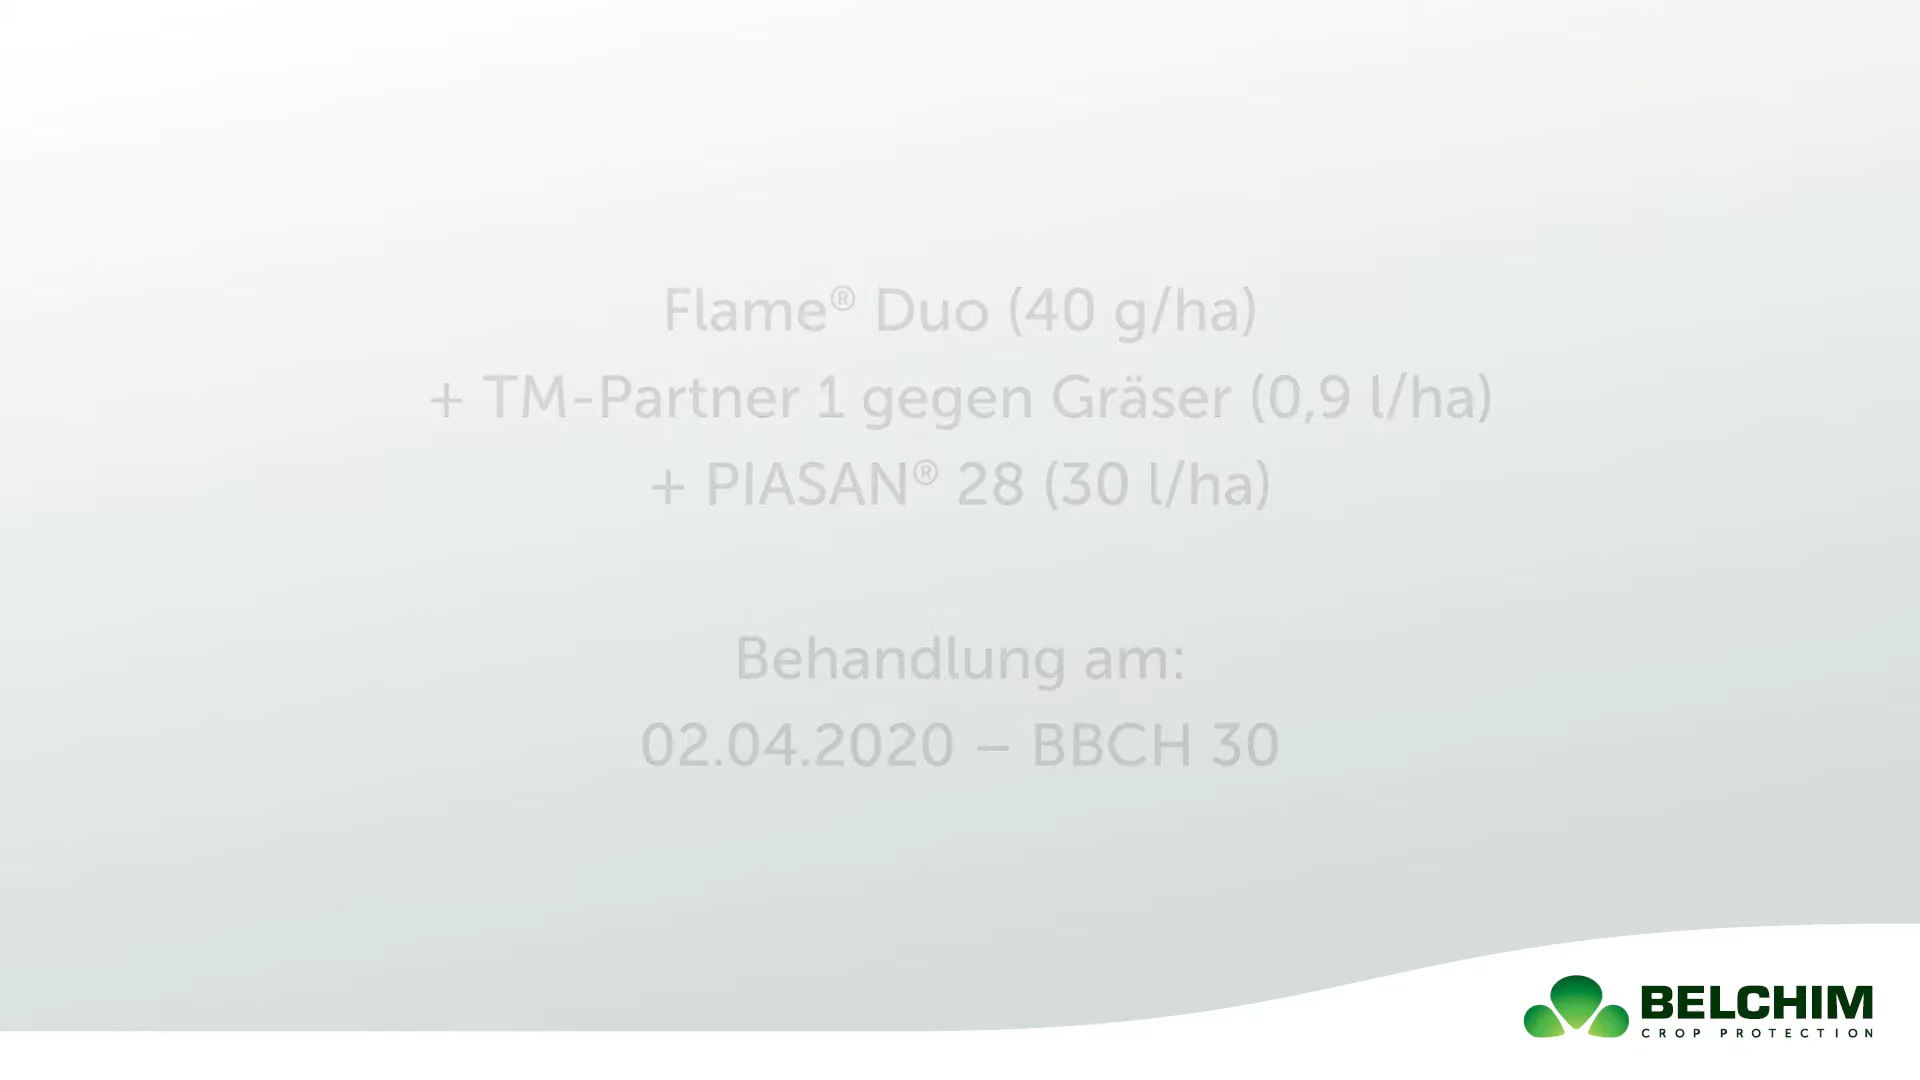 Flame® Duo (40 g/ha)
+ TM-Partner 1 gegen Gräser (0,9 l/ha)
+ PIASAN® 28 (30 l/ha)
Behandlung am:
02.04.2020 – BBCH 30
BELCHIM
CROP PROTECTION